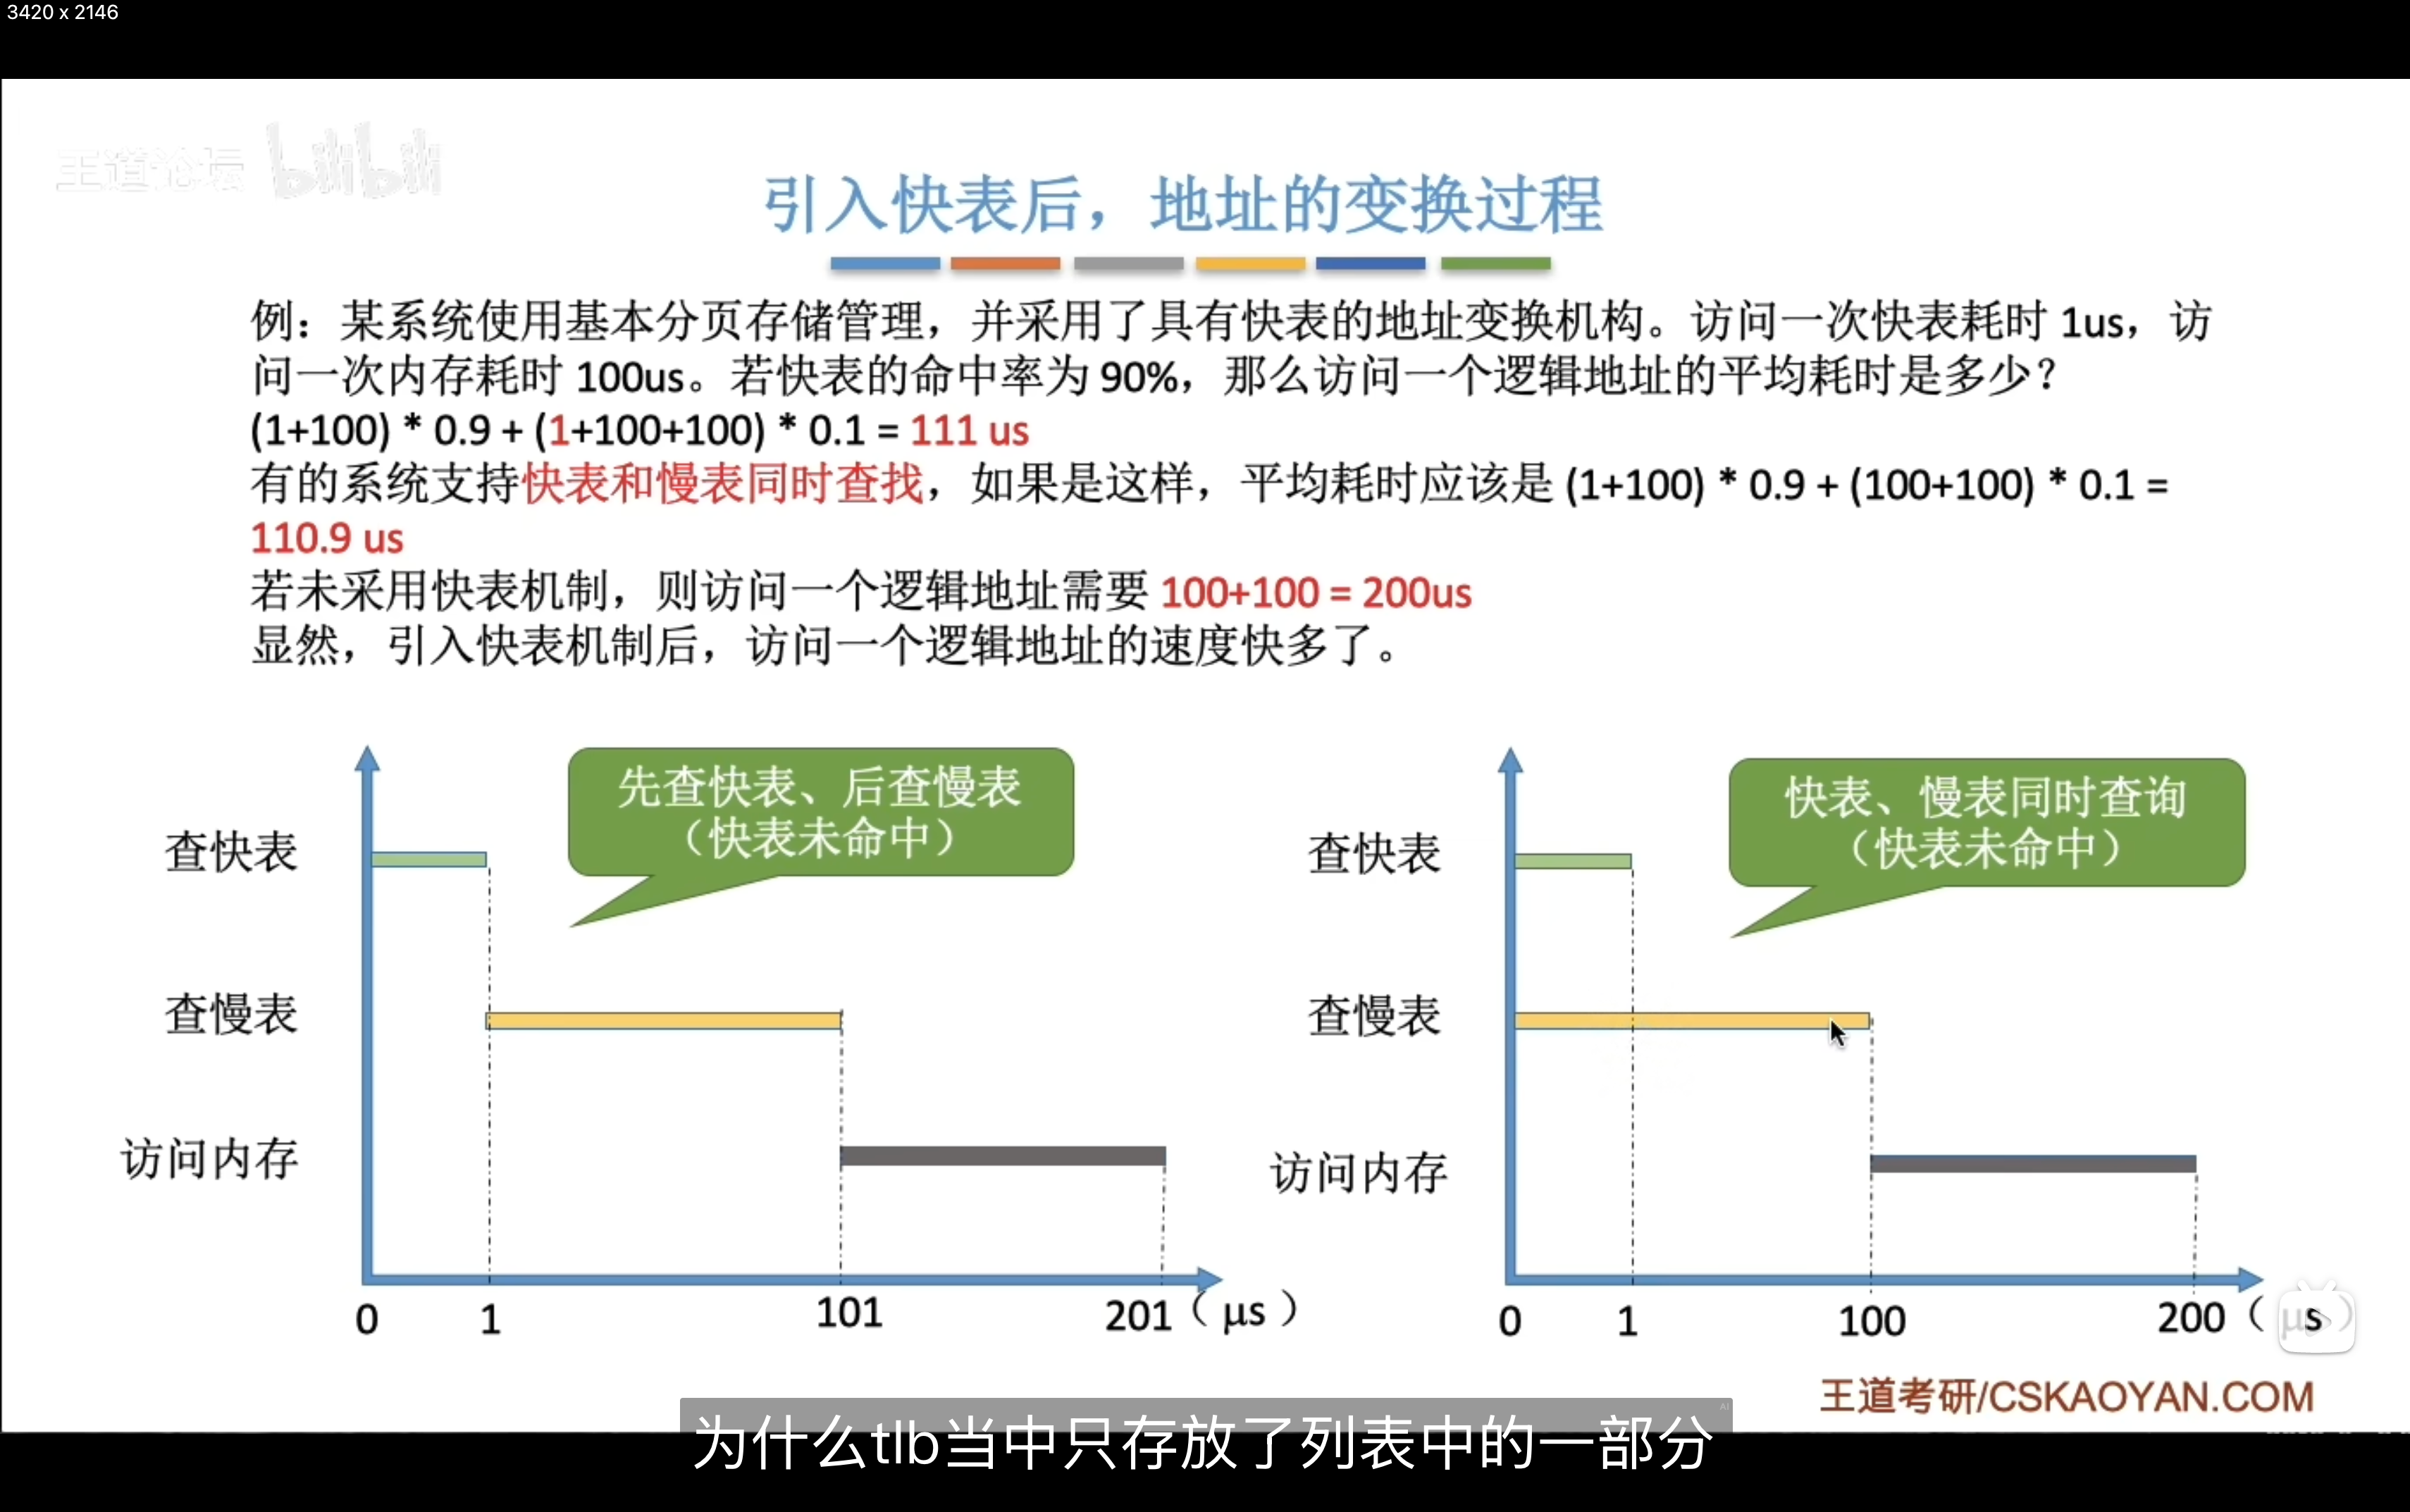 3420 x 2146
王道论坛 bilibili
引入快表后，地址的变换过程
例：某系统使用基本分页存储管理，并采用了具有快表的地址变换机构。访问一次快表耗时 1us，访
问一次内存耗时 100us。若快表的命中率为 90%，那么访问一个逻辑地址的平均耗时是多少？
(1+100) * 0.9 + (1+100+100) * 0.1 = 111 us
有的系统支持快表和慢表同时查找，如果是这样，平均耗时应该是 (1+100) * 0.9 + (100+100) * 0.1 =
110.9 us
若未采用快表机制，则访问一个逻辑地址需要 100+100 = 200us
显然，引入快表机制后，访问一个逻辑地址的速度快多了。
先查快表、后查慢表
（快表未命中）
查快表
查慢表
访问内存
0 1 101 201（μs）
快表、慢表同时查询
（快表未命中）
查快表
查慢表
访问内存
0 1 100 200（μs）
王道考研/CSKAOYAN.COM
AI
为什么tlb当中只存放了列表中的一部分